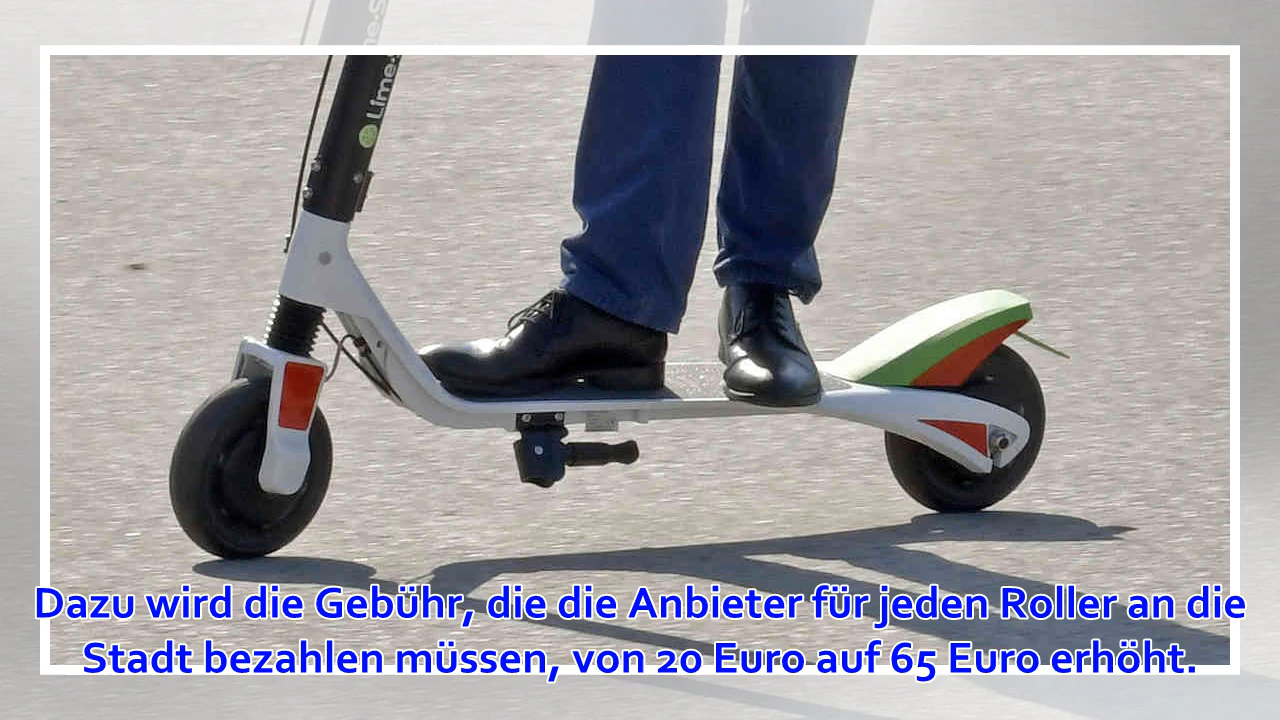 Lime-S
Dazu wird die Gebühr, die die Anbieter für jeden Roller an die
Stadt bezahlen müssen, von 20 Euro auf 65 Euro erhöht.